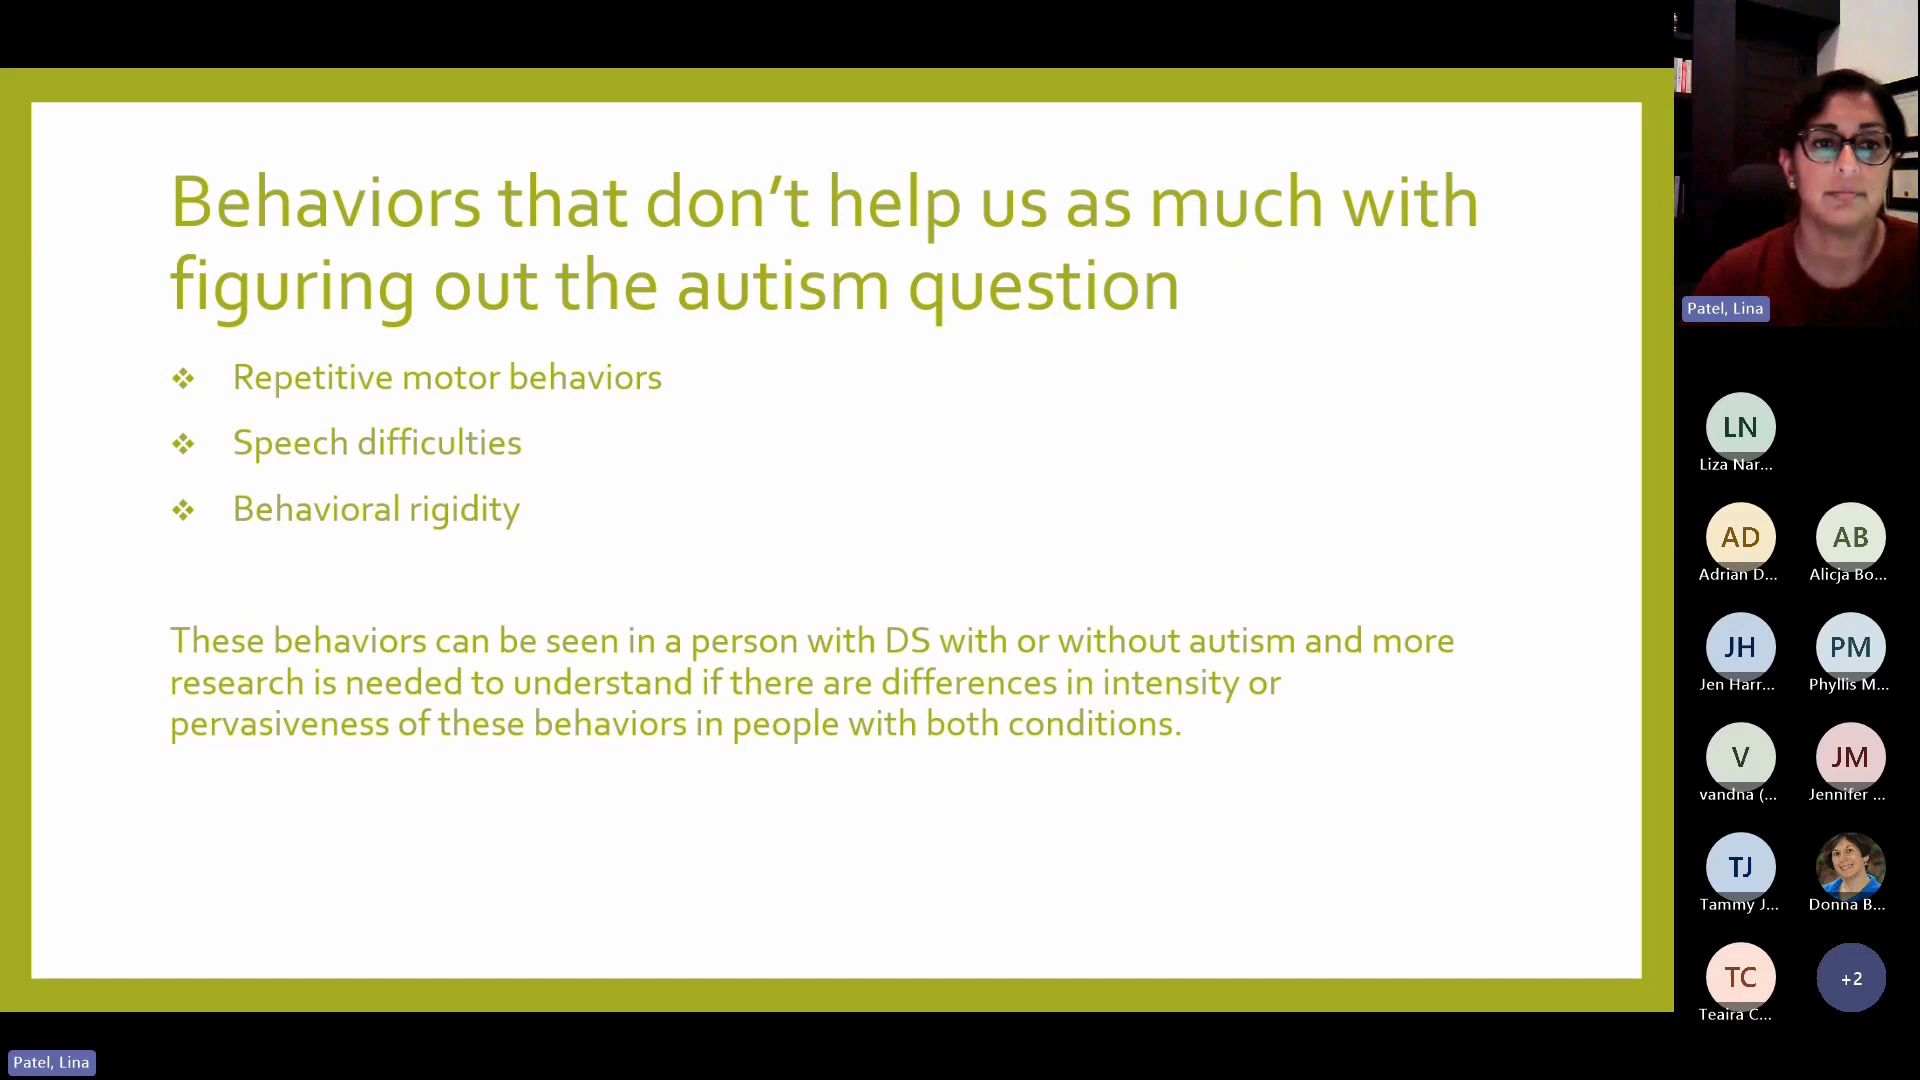 Behaviors that don’t help us as much with
figuring out the autism question
❖ Repetitive motor behaviors
❖ Speech difficulties
❖ Behavioral rigidity
These behaviors can be seen in a person with DS with or without autism and more
research is needed to understand if there are differences in intensity or
pervasiveness of these behaviors in people with both conditions.
Patel, Lina
LN
Liza Nar...
AD
Adrian D...
AB
Alicja Bo...
JH
Jen Harr...
PM
Phyllis M...
V
vandna (...
JM
Jennifer ...
TJ
Tammy J...
Donna B...
TC
Teaira C...
+2
Patel, Lina